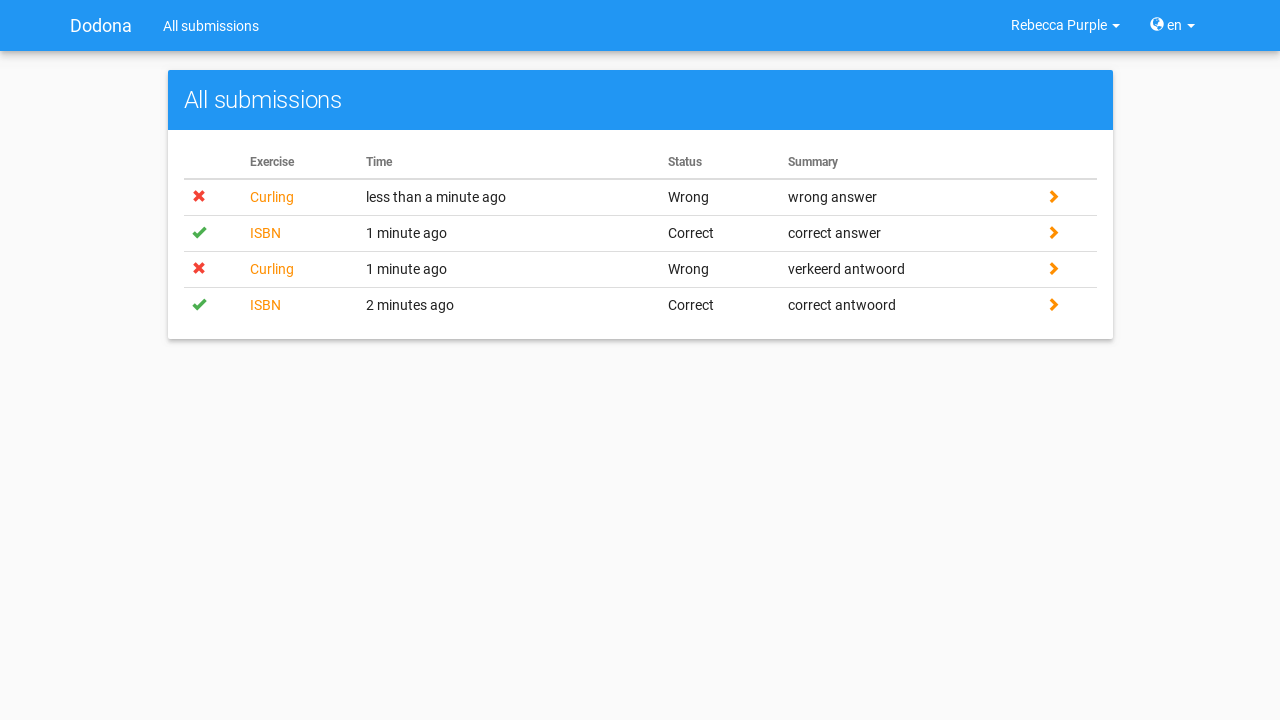 Dodona All submissions Rebecca Purple en
All submissions
Exercise Time Status Summary
Curling less than a minute ago Wrong wrong answer
ISBN 1 minute ago Correct correct answer
Curling 1 minute ago Wrong verkeerd antwoord
ISBN 2 minutes ago Correct correct antwoord